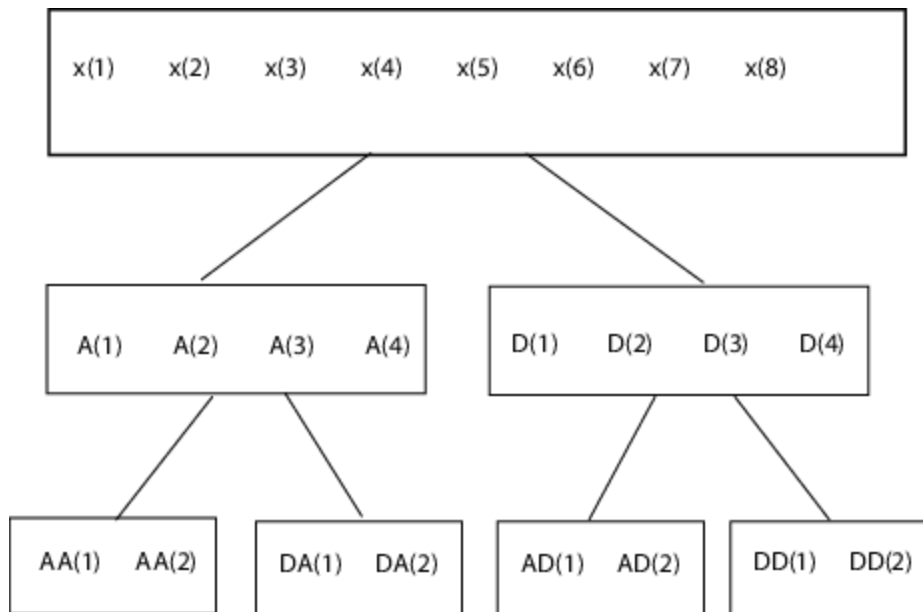 x(1) x(2) x(3) x(4) x(5) x(6) x(7) x(8)
A(1) A(2) A(3) A(4) D(1) D(2) D(3) D(4)
AA(1) AA(2) DA(1) DA(2) AD(1) AD(2) DD(1) DD(2)